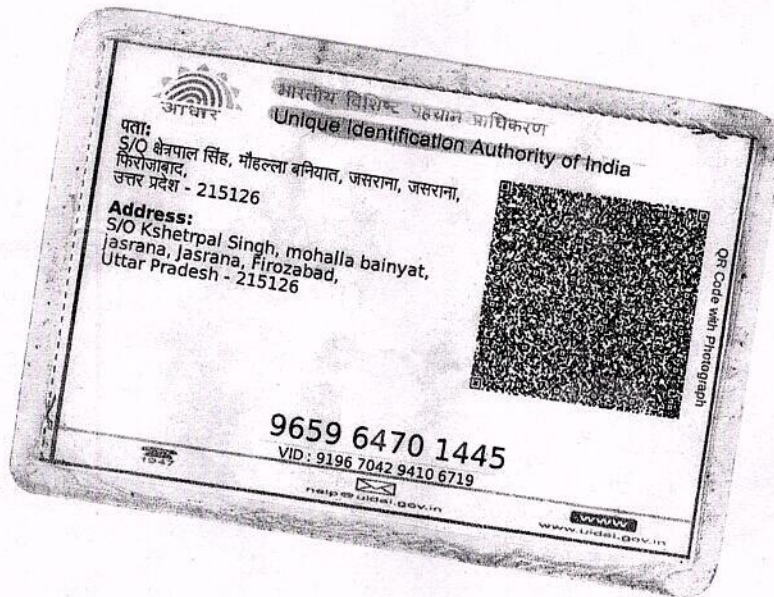 आधार
भारतीय विशिष्ट पहचान प्राधिकरण
Unique Identification Authority of India
पता:
S/O क्षेत्रपाल सिंह, मौहल्ला बनियात, जसराना, जसराना,
फिरोजाबाद,
उत्तर प्रदेश - 215126
Address:
S/O Kshetrpal Singh, mohalla bainyat,
Jasrana, Jasrana, Firozabad,
Uttar Pradesh - 215126
QR Code with Photograph
9659 6470 1445
VID : 9196 7042 9410 6719
1947
help@uidai.gov.in
www
www.uidai.gov.in